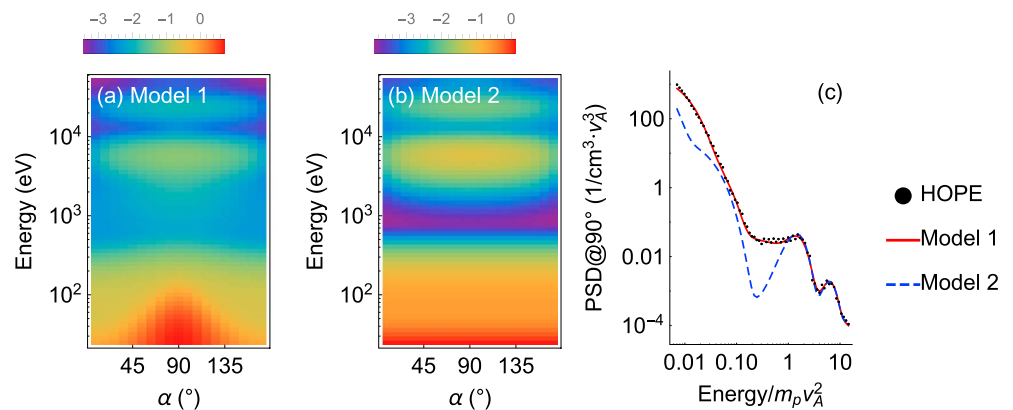 −3 −2 −1 0
−3 −2 −1 0
(a) Model 1
(b) Model 2
(c)
Energy (eV)
10⁴
10³
10²
45 90 135
α (°)
Energy (eV)
10⁴
10³
10²
45 90 135
α (°)
PSD@90° (1/cm³·v_A³)
100
1
0.01
10⁻⁴
0.01 0.10 1 10
Energy/m_p v_A²
HOPE
Model 1
Model 2